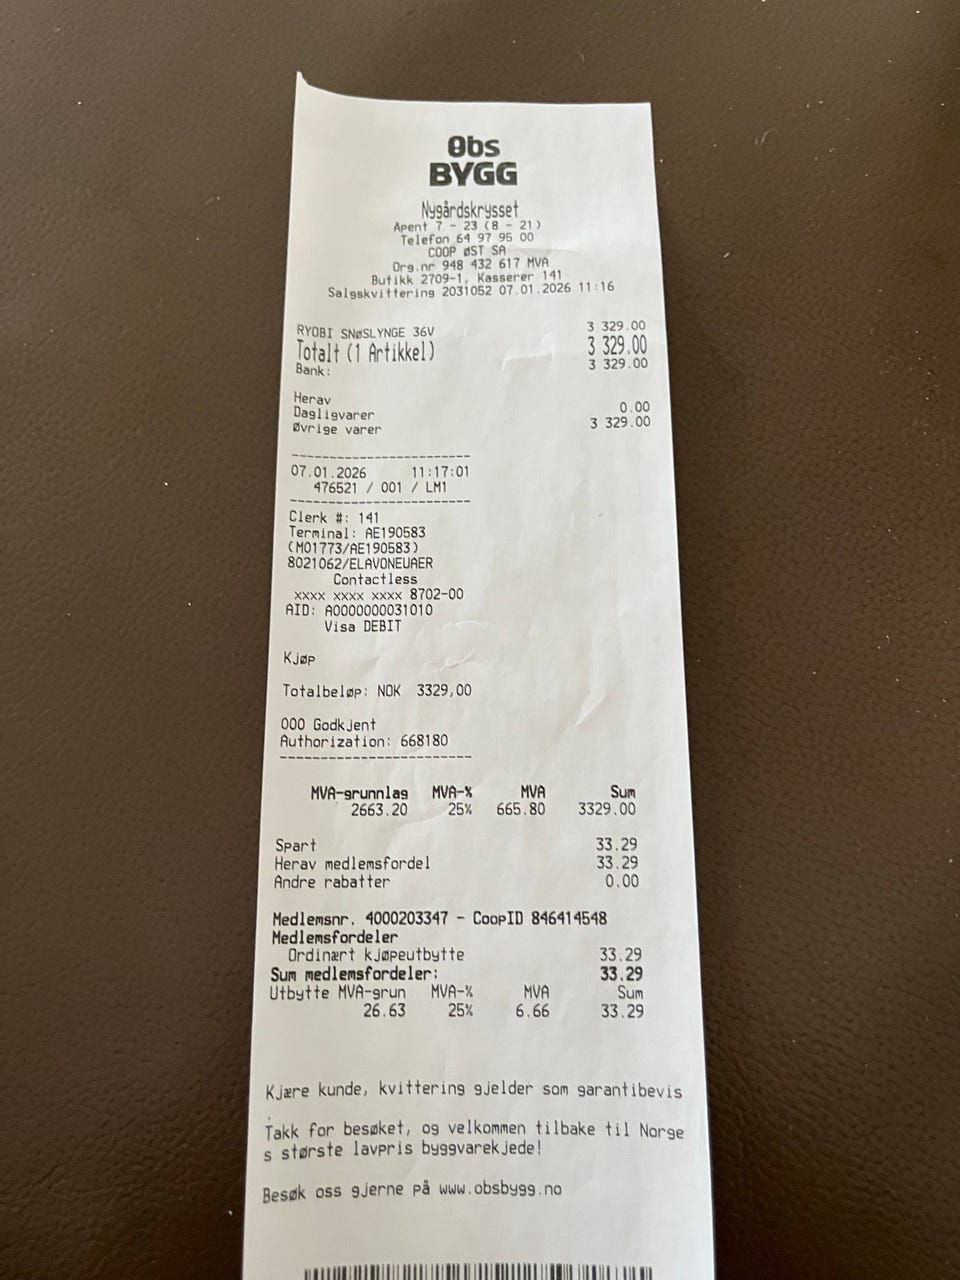 Obs
BYGG
Nygårdskrysset
Apent 7 - 23 (8 - 21)
Telefon 64 97 95 00
COOP ØST SA
Org.nr 948 432 617 MVA
Butikk 2709-1, Kasserer 141
Salgskvittering 2031052 07.01.2026 11:16
RYOBI SNØSLYNGE 36V 3 329.00
Totalt (1 Artikkel) 3 329.00
Bank: 3 329.00
Herav
Dagligvarer 0.00
Øvrige varer 3 329.00
------------------------
07.01.2026 11:17:01
476521 / 001 / LM1
------------------------
Clerk #: 141
Terminal: AE190583
(MO1773/AE190583)
8021062/ELAVONEUAER
Contactless
xxxx xxxx xxxx 8702-00
AID: A0000000031010
Visa DEBIT
Kjøp
Totalbeløp: NOK 3329,00
000 Godkjent
Authorization: 668180
------------------------
MVA-grunnlag MVA-% MVA Sum
2663.20 25% 665.80 3329.00
Spart 33.29
Herav medlemsfordel 33.29
Andre rabatter 0.00
Medlemsnr. 4000203347 - CoopID 846414548
Medlemsfordeler
Ordinært kjøpeutbytte 33.29
Sum medlemsfordeler: 33.29
Utbytte MVA-grun MVA-% MVA Sum
26.63 25% 6.66 33.29
Kjære kunde, kvittering gjelder som garantibevis
.
Takk for besøket, og velkommen tilbake til Norge
s største lavpris byggvarekjede!
Besøk oss gjerne på www.obsbygg.no